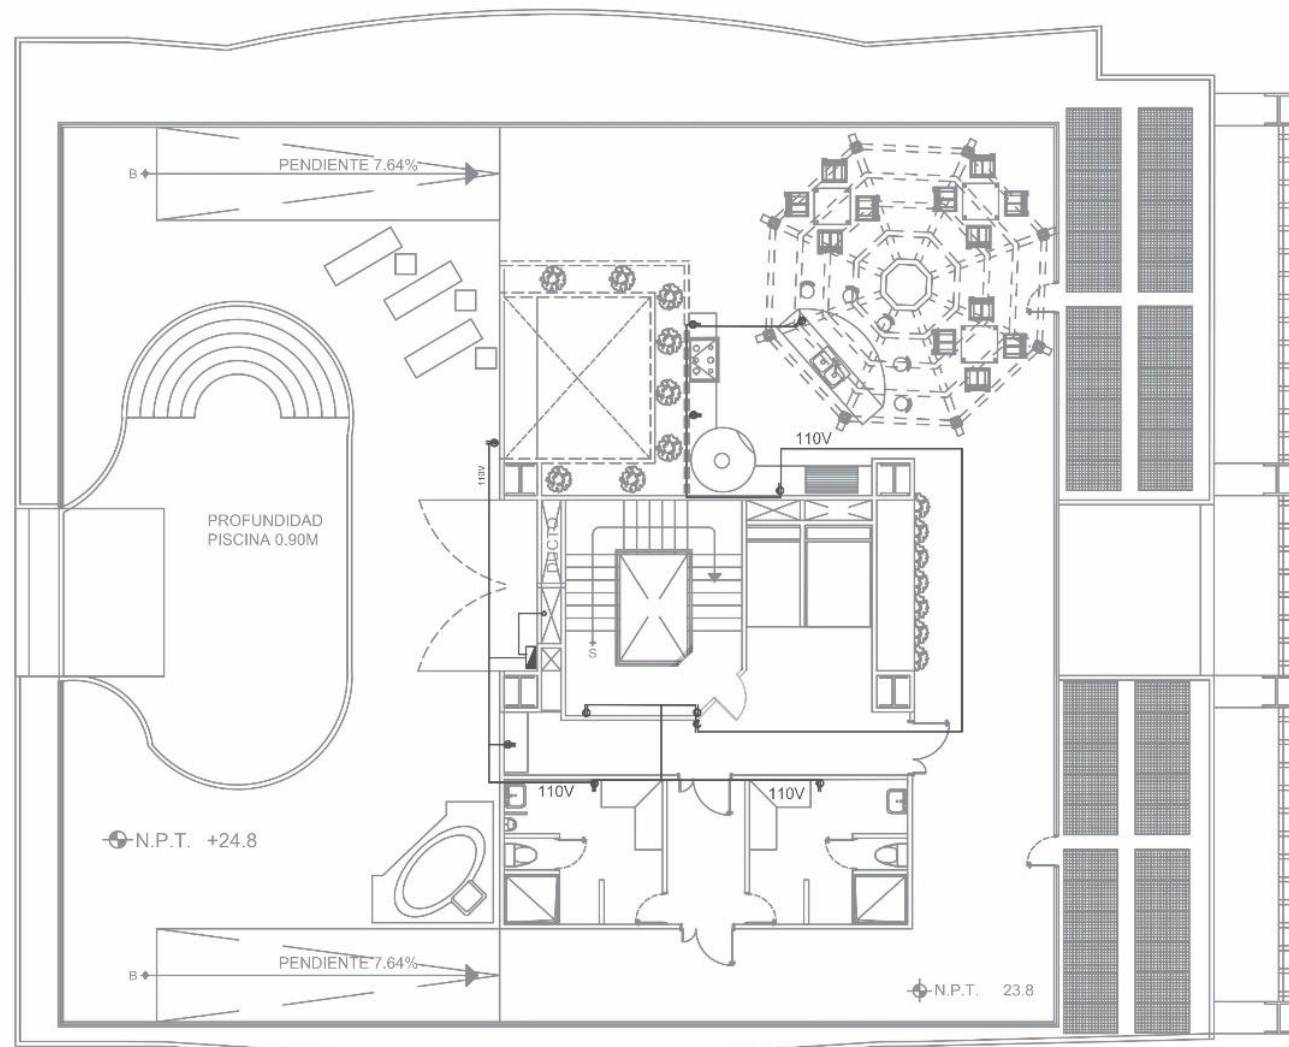 PENDIENTE 7.64%
B
110V
110V
PROFUNDIDAD
PISCINA 0.90M
DUCTO
S
110V
110V
N.P.T. +24.8
PENDIENTE 7.64%
B
N.P.T. 23.8